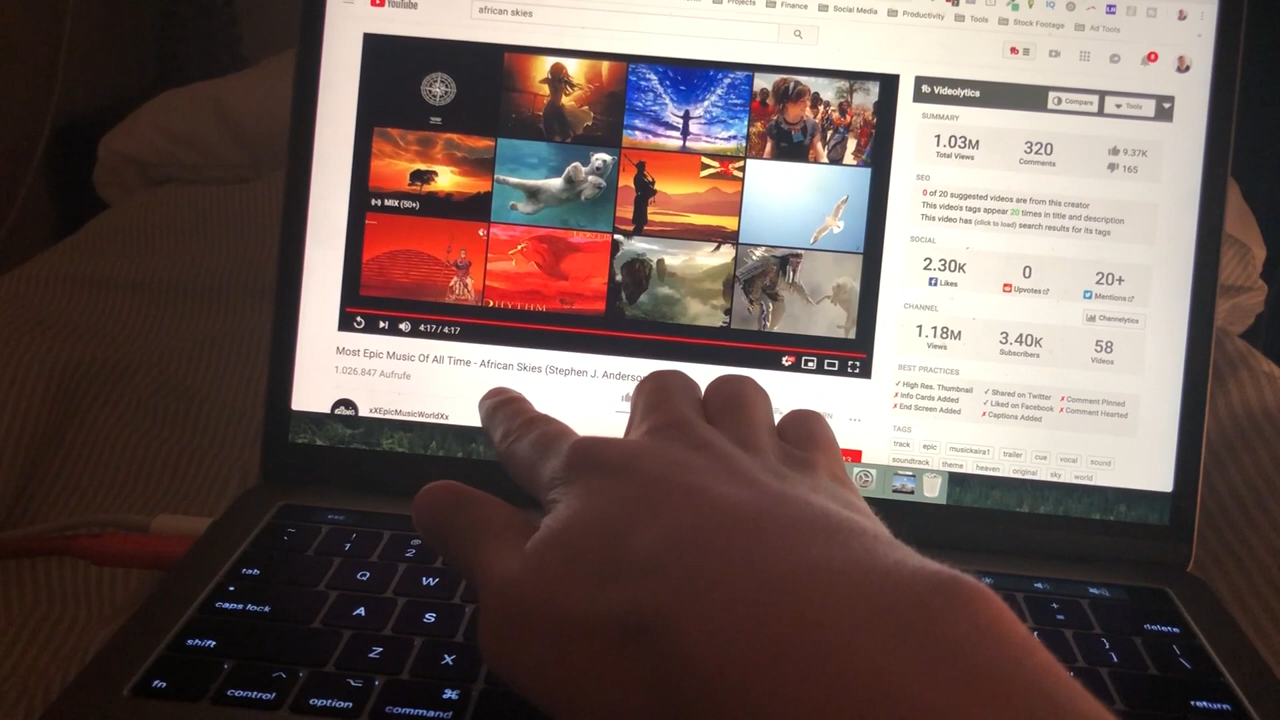 YouTube
Projects
Finance
Social Media
Productivity
Tools
Stock Footage
Ad Tools
african skies
MIX (50+)
RHYTHM
4:17 / 4:17
Most Epic Music Of All Time - African Skies (Stephen J. Anderso
1.026.847 Aufrufe
xXEpicMusicWorldXx
fb
8
fb Videolytics
Compare
Tools
SUMMARY
1.03M
Total Views
320
Comments
9.37K
165
SEO
0 of 20 suggested videos are from this creator
This video's tags appear 20 times in title and description
This video has (click to load) search results for its tags
SOCIAL
2.30K
Likes
0
Upvotes
20+
Mentions
CHANNEL
Channelytics
1.18M
Views
3.40K
Subscribers
58
Videos
BEST PRACTICES
✓ High Res. Thumbnail
✗ Info Cards Added
✗ End Screen Added
✓ Shared on Twitter
✓ Liked on Facebook
✗ Captions Added
✗ Comment Pinned
✗ Comment Hearted
TAGS
track epic musickaira1 trailer cue vocal sound
soundtrack theme heaven original sky world
esc
~ ` ! 1 @ 2
tab Q W
caps lock A S
shift Z X
fn control option command
⌘
+ =
delete
} ]
| \
return